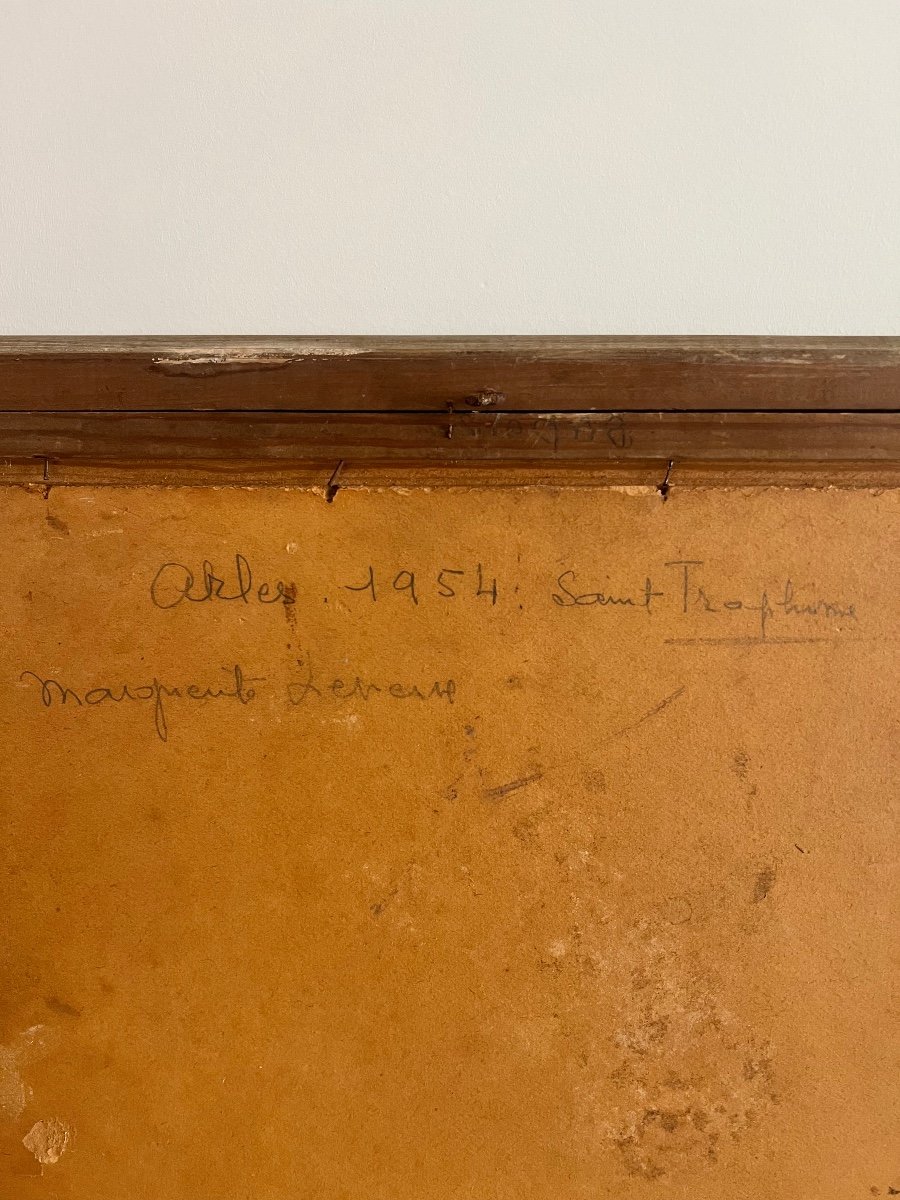 Arles. 1954. Saint Trophime
Marguerite